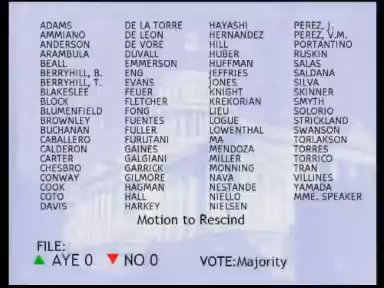 ADAMS DE LA TORRE HAYASHI PEREZ, J.
AMMIANO DE LEON HERNANDEZ PEREZ, V.M.
ANDERSON DE VORE HILL PORTANTINO
ARAMBULA DUVALL HUBER RUSKIN
BEALL EMMERSON HUFFMAN SALAS
BERRYHILL, B. ENG JEFFRIES SALDANA
BERRYHILL, T. EVANS JONES SILVA
BLAKESLEE FEUER KNIGHT SKINNER
BLOCK FLETCHER KREKORIAN SMYTH
BLUMENFIELD FONG LIEU SOLORIO
BROWNLEY FUENTES LOGUE STRICKLAND
BUCHANAN FULLER LOWENTHAL SWANSON
CABALLERO FURUTANI MA TORLAKSON
CALDERON GAINES MENDOZA TORRES
CARTER GALGIANI MILLER TORRICO
CHESBRO GARRICK MONNING TRAN
CONWAY GILMORE NAVA VILLINES
COOK HAGMAN NESTANDE YAMADA
COTO HALL NIELLO MME. SPEAKER
DAVIS HARKEY NIELSEN
Motion to Rescind
FILE:
▲ AYE 0 ▼ NO 0 VOTE:Majority